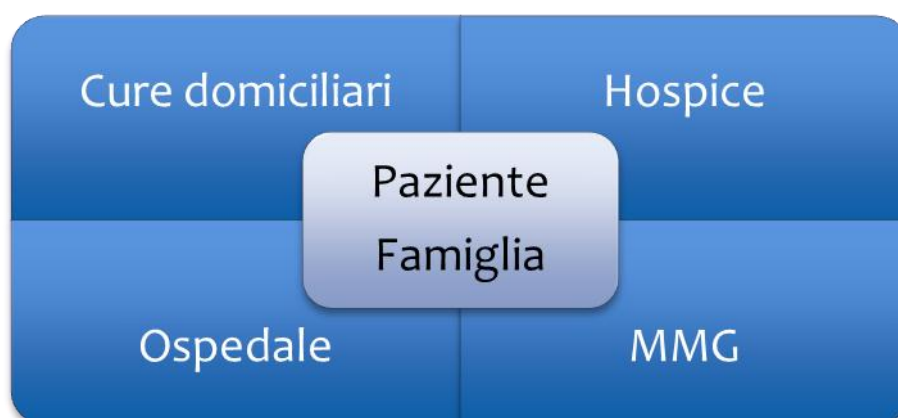 Cure domiciliari
Hospice
Paziente
Famiglia
Ospedale
MMG